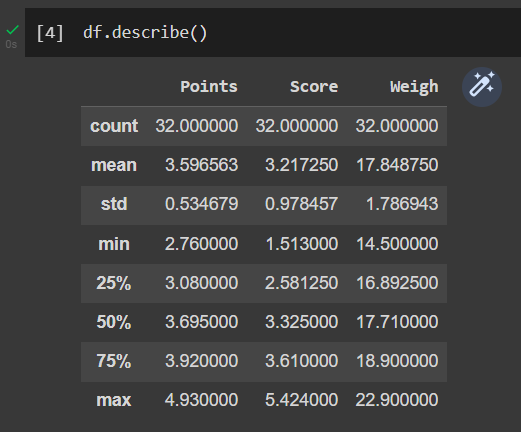 [4] df.describe()
0s
Points Score Weigh
count 32.000000 32.000000 32.000000
mean 3.596563 3.217250 17.848750
std 0.534679 0.978457 1.786943
min 2.760000 1.513000 14.500000
25% 3.080000 2.581250 16.892500
50% 3.695000 3.325000 17.710000
75% 3.920000 3.610000 18.900000
max 4.930000 5.424000 22.900000